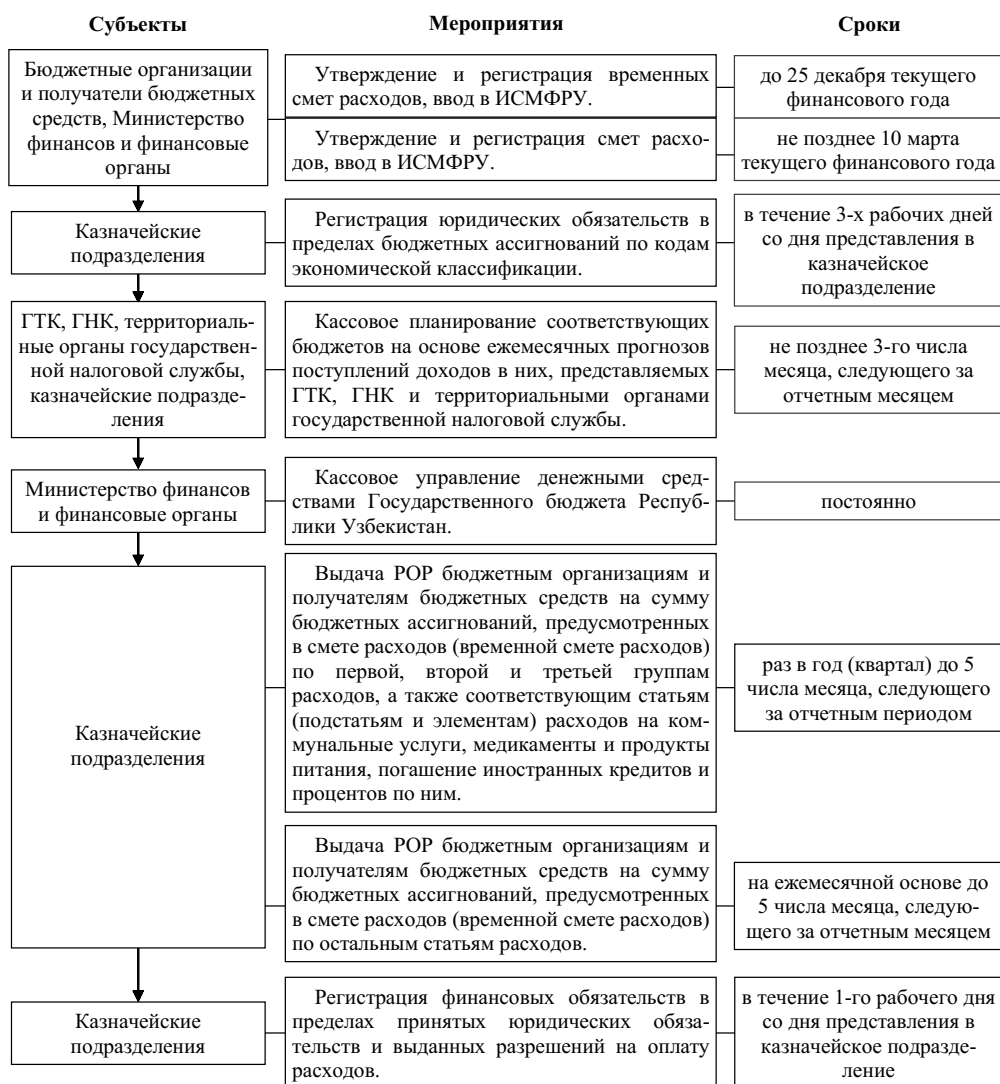 Субъекты
Мероприятия
Сроки
Бюджетные организации
и получатели бюджетных
средств, Министерство
финансов и финансовые
органы
Утверждение и регистрация временных
смет расходов, ввод в ИСМФРУ.
до 25 декабря текущего
финансового года
Утверждение и регистрация смет расхо-
дов, ввод в ИСМФРУ.
не позднее 10 марта
текущего финансового года
Казначейские
подразделения
Регистрация юридических обязательств в
пределах бюджетных ассигнований по кодам
экономической классификации.
в течение 3-х рабочих дней
со дня представления в
казначейское
подразделение
ГТК, ГНК, территориаль-
ные органы государствен-
ной налоговой службы,
казначейские подразде-
ления
Кассовое планирование соответствующих
бюджетов на основе ежемесячных прогнозов
поступлений доходов в них, представляемых
ГТК, ГНК и территориальными органами
государственной налоговой службы.
не позднее 3-го числа
месяца, следующего за
отчетным месяцем
Министерство финансов
и финансовые органы
Кассовое управление денежными сред-
ствами Государственного бюджета Респуб-
лики Узбекистан.
постоянно
Казначейские
подразделения
Выдача РОР бюджетным организациям и
получателям бюджетных средств на сумму
бюджетных ассигнований, предусмотренных
в смете расходов (временной смете расходов)
по первой, второй и третьей группам
расходов, а также соответствующим статьям
(подстатьям и элементам) расходов на ком-
мунальные услуги, медикаменты и продукты
питания, погашение иностранных кредитов и
процентов по ним.
раз в год (квартал) до 5
числа месяца, следующего
за отчетным периодом
Выдача РОР бюджетным организациям и
получателям бюджетных средств на сумму
бюджетных ассигнований, предусмотренных
в смете расходов (временной смете расходов)
по остальным статьям расходов.
на ежемесячной основе до
5 числа месяца, следую-
щего за отчетным месяцем
Казначейские
подразделения
Регистрация финансовых обязательств в
пределах принятых юридических обяза-
тельств и выданных разрешений на оплату
расходов.
в течение 1-го рабочего дня
со дня представления в
казначейское подразде-
ление